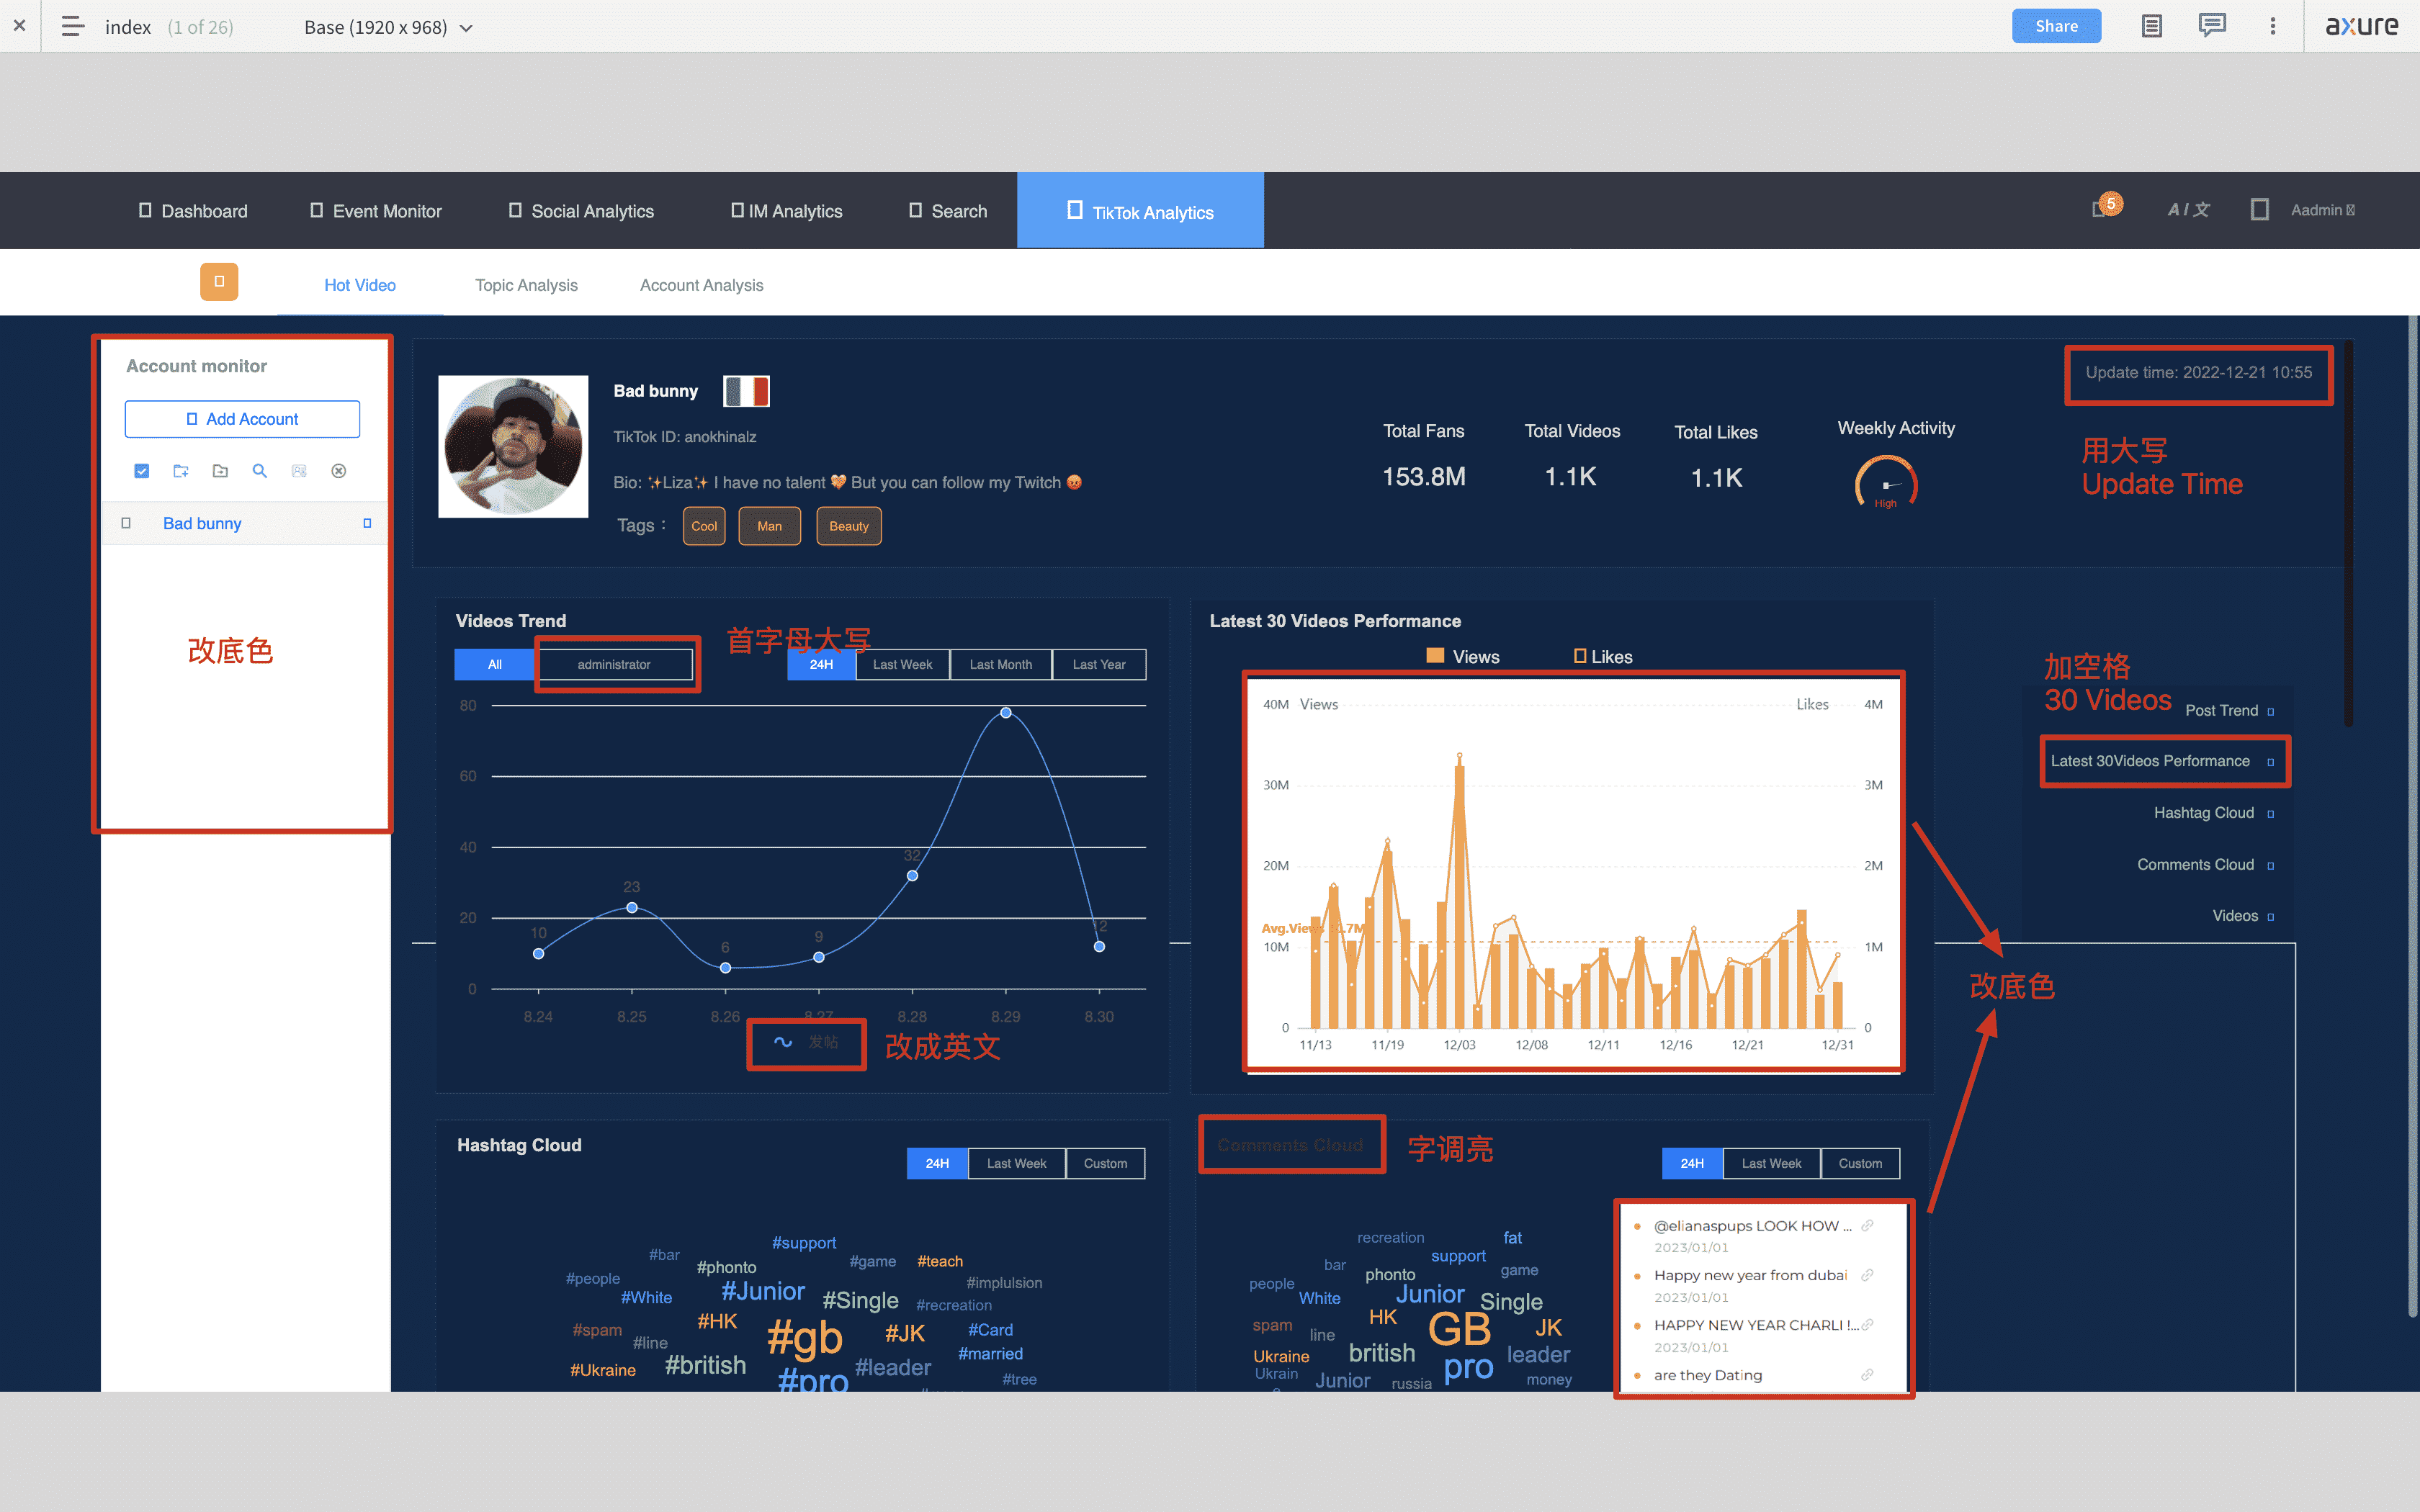 index (1 of 26) Base (1920 x 968) Share axure
Dashboard Event Monitor Social Analytics IM Analytics Search TikTok Analytics 5 A / 文 Aadmin
Hot Video Topic Analysis Account Analysis
Account monitor
Add Account
Bad bunny
改底色
Bad bunny
TikTok ID: anokhinalz
Bio: ✨Liza✨ I have no talent 💝 But you can follow my Twitch 😡
Tags： Cool Man Beauty
Total Fans
153.8M
Total Videos
1.1K
Total Likes
1.1K
Weekly Activity
High
Update time: 2022-12-21 10:55
用大写
Update Time
Videos Trend
首字母大写
All administrator 24H Last Week Last Month Last Year
80
60
40
20
0
10 23 6 9 32 12
8.24 8.25 8.26 8.27 8.28 8.29 8.30
发帖
改成英文
Latest 30 Videos Performance
Views Likes
40M Views Likes 4M
30M 3M
20M 2M
Avg.Views
10M 1M
0 0
11/13 11/19 12/03 12/08 12/11 12/16 12/21 12/31
加空格
30 Videos
Post Trend
Latest 30Videos Performance
Hashtag Cloud
Comments Cloud
Videos
改底色
Hashtag Cloud
24H Last Week Custom
#support
#bar #phonto #game #teach
#people #Junior #implulsion
#White #Single #recreation
#spam #HK #gb #JK #Card
#line #married
#Ukraine #british #leader
#pro #tree
Comments Cloud
字调亮
24H Last Week Custom
recreation fat
bar support
people phonto game
White Junior Single
spam HK GB JK
line
Ukraine british leader
Ukrain Junior russia pro money
@elianaspups LOOK HOW ...
2023/01/01
Happy new year from dubai
2023/01/01
HAPPY NEW YEAR CHARLI !...
2023/01/01
are they Dating